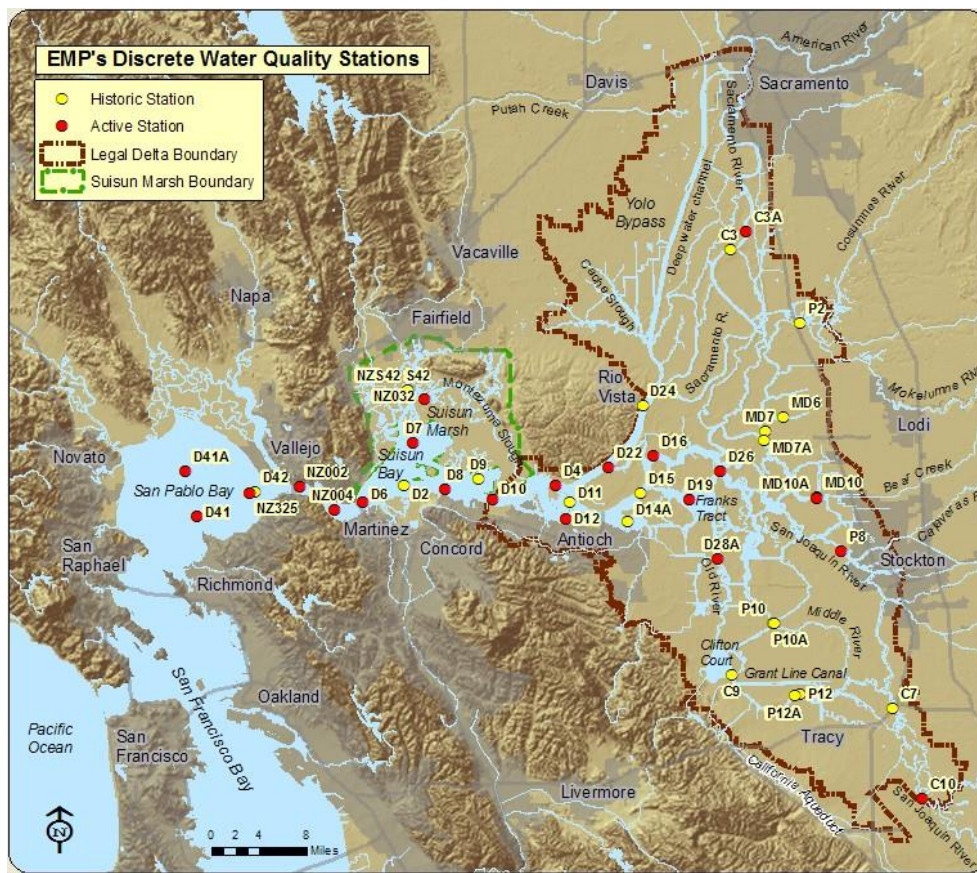 EMP's Discrete Water Quality Stations
Historic Station
Active Station
Legal Delta Boundary
Suisun Marsh Boundary
American River
Davis
Sacramento
Putah Creek
Sacramento River
Deep water channel
Yolo
Bypass
C3A
C3
Cosumnes River
Vacaville
Cache Slough
Napa
Fairfield
P2
Sacramento R.
Mokelumne Riv
NZS42
S42
NZ032
Montezuma Slough
Suisun
Marsh
Rio
Vista
D24
MD6
MD7
MD7A
Lodi
D7
Vallejo
Suisun
Bay
Novato
D41A
D42
NZ002
San Pablo Bay
NZ004
NZ325
D41
D6
D2
D8
D9
D10
D4
D22
D16
D15
D26
D19
Franks
Tract
MD10A
MD10
Bear Creek
Calaveras R
D11
D12
D14A
Martinez
Concord
Antioch
San
Raphael
Richmond
D28A
Old River
San Joaquin River
P8
Stockton
P10
P10A
Middle River
Clifton
Court
Grant Line Canal
C9
P12
P12A
C7
Tracy
Oakland
San Francisco Bay
Pacific
Ocean
San
Francisco
Livermore
California Aqueduct
C10
San Joaquin River
N
0 2 4 8
Miles